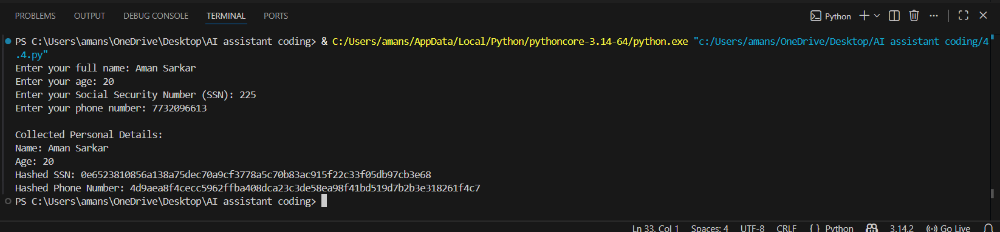 PROBLEMS OUTPUT DEBUG CONSOLE TERMINAL PORTS Python
PS C:\Users\amans\OneDrive\Desktop\AI assistant coding> & C:/Users/amans/AppData/Local/Python/pythoncore-3.14-64/python.exe "c:/Users/amans/OneDrive/Desktop/AI assistant coding/4
.4.py"
Enter your full name: Aman Sarkar
Enter your age: 20
Enter your Social Security Number (SSN): 225
Enter your phone number: 7732096613
Collected Personal Details:
Name: Aman Sarkar
Age: 20
Hashed SSN: 0e6523810856a138a75dec70a9cf3778a5c70b83ac915f22c33f05db97cb3e68
Hashed Phone Number: 4d9aea8f4cecc5962ffba408dca23c3de58ea98f41bd519d7b2b3e318261f4c7
PS C:\Users\amans\OneDrive\Desktop\AI assistant coding>
Ln 33, Col 1 Spaces: 4 UTF-8 CRLF { } Python 3.14.2 Go Live